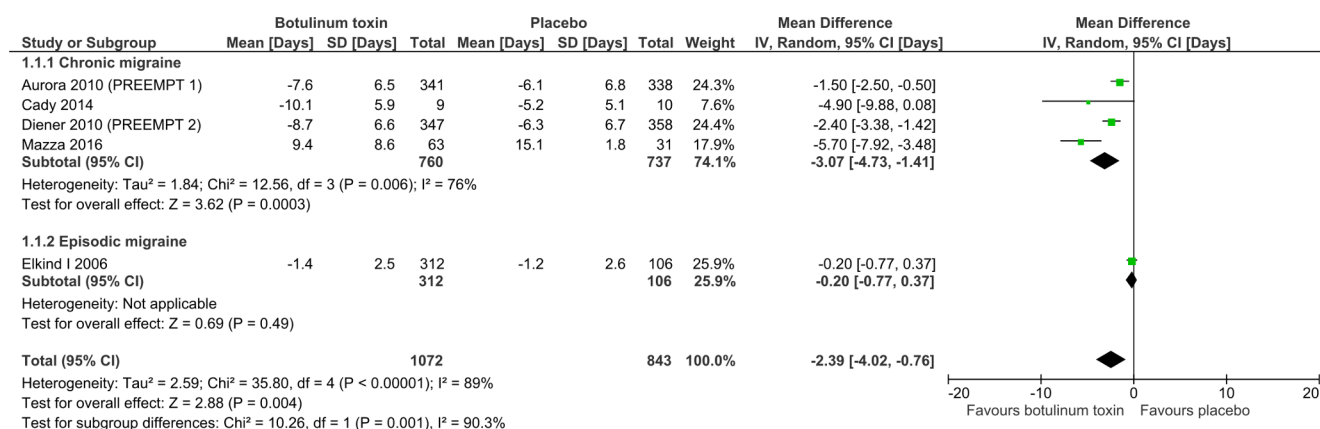 Botulinum toxin Placebo Mean Difference Mean Difference
Study or Subgroup Mean [Days] SD [Days] Total Mean [Days] SD [Days] Total Weight IV, Random, 95% CI [Days] IV, Random, 95% CI [Days]
1.1.1 Chronic migraine
Aurora 2010 (PREEMPT 1) -7.6 6.5 341 -6.1 6.8 338 24.3% -1.50 [-2.50, -0.50]
Cady 2014 -10.1 5.9 9 -5.2 5.1 10 7.6% -4.90 [-9.88, 0.08]
Diener 2010 (PREEMPT 2) -8.7 6.6 347 -6.3 6.7 358 24.4% -2.40 [-3.38, -1.42]
Mazza 2016 9.4 8.6 63 15.1 1.8 31 17.9% -5.70 [-7.92, -3.48]
Subtotal (95% CI) 760 737 74.1% -3.07 [-4.73, -1.41]
Heterogeneity: Tau² = 1.84; Chi² = 12.56, df = 3 (P = 0.006); I² = 76%
Test for overall effect: Z = 3.62 (P = 0.0003)
1.1.2 Episodic migraine
Elkind I 2006 -1.4 2.5 312 -1.2 2.6 106 25.9% -0.20 [-0.77, 0.37]
Subtotal (95% CI) 312 106 25.9% -0.20 [-0.77, 0.37]
Heterogeneity: Not applicable
Test for overall effect: Z = 0.69 (P = 0.49)
Total (95% CI) 1072 843 100.0% -2.39 [-4.02, -0.76]
Heterogeneity: Tau² = 2.59; Chi² = 35.80, df = 4 (P < 0.00001); I² = 89%
Test for overall effect: Z = 2.88 (P = 0.004)
Test for subgroup differences: Chi² = 10.26, df = 1 (P = 0.001), I² = 90.3%
-20 -10 0 10 20
Favours botulinum toxin Favours placebo